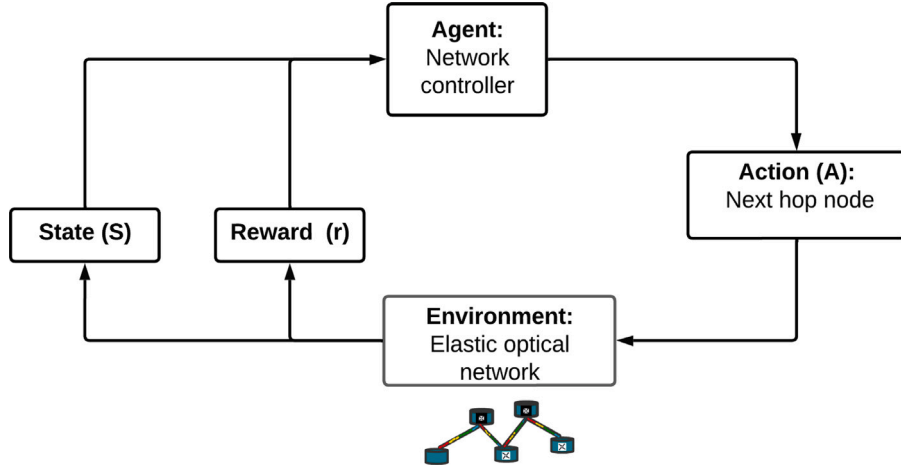 Agent:
Network
controller
Action (A):
Next hop node
State (S)
Reward (r)
Environment:
Elastic optical
network